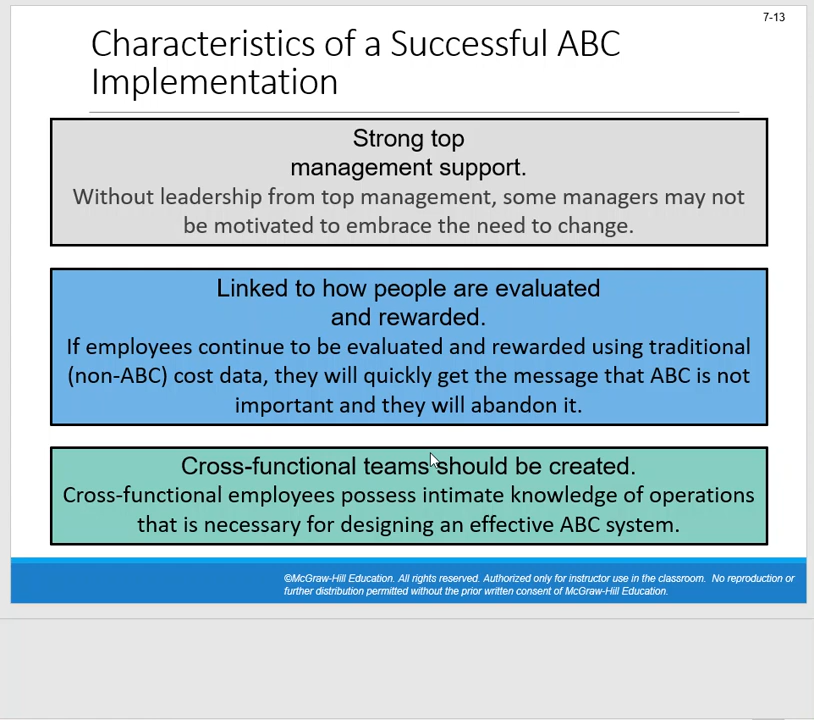 7-13
Characteristics of a Successful ABC
Implementation
Strong top
management support.
Without leadership from top management, some managers may not
be motivated to embrace the need to change.
Linked to how people are evaluated
and rewarded.
If employees continue to be evaluated and rewarded using traditional
(non-ABC) cost data, they will quickly get the message that ABC is not
important and they will abandon it.
Cross-functional teams should be created.
Cross-functional employees possess intimate knowledge of operations
that is necessary for designing an effective ABC system.
©McGraw-Hill Education. All rights reserved. Authorized only for instructor use in the classroom. No reproduction or
further distribution permitted without the prior written consent of McGraw-Hill Education.